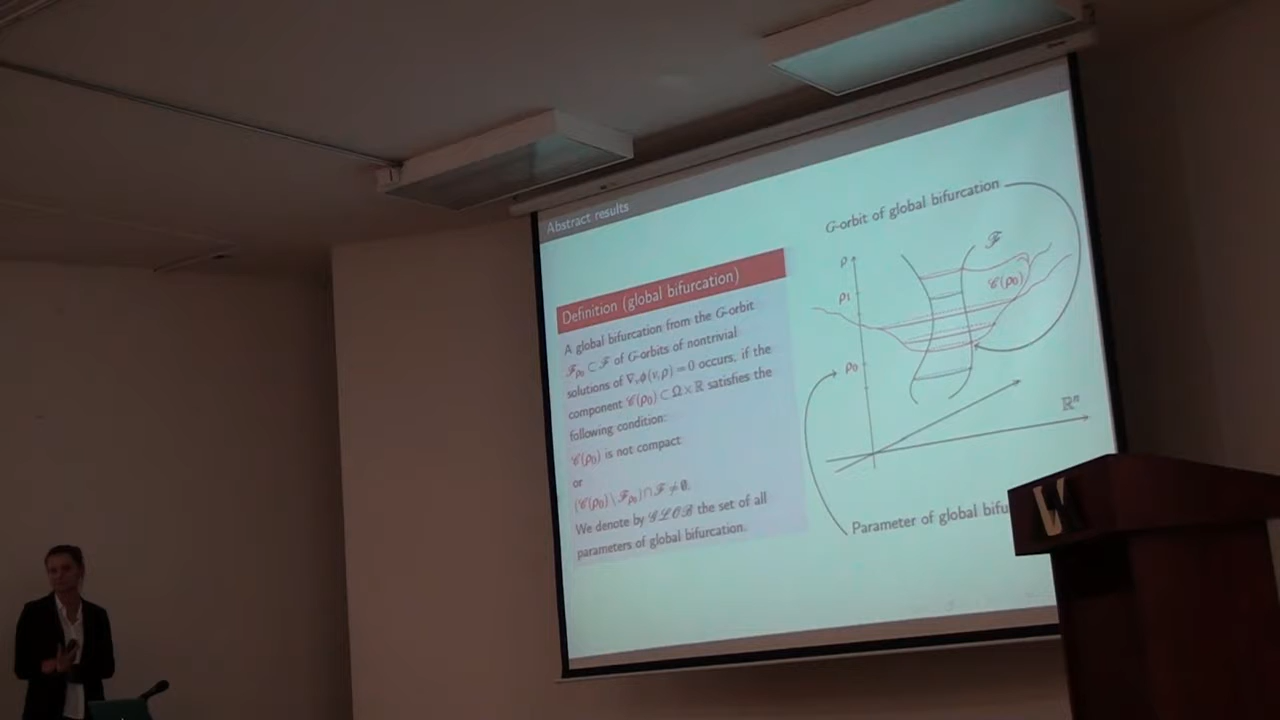 Abstract results
Definition (global bifurcation)
A global bifurcation from the G-orbit
ℱρ₀ ⊂ ℱ of G-orbits of nontrivial
solutions of ∇ᵥϕ(v,ρ)=0 occurs, if the
component 𝒞(ρ₀) ⊂ Ω×ℝ satisfies the
following condition:
𝒞(ρ₀) is not compact
or
(𝒞(ρ₀)\ℱρ₀)∩ℱ≠∅.
We denote by 𝒢ℒ𝒪ℬ the set of all
parameters of global bifurcation.
G-orbit of global bifurcation
ρ
ℱ
ρ₁
𝒞(ρ₀)
ρ₀
ℝⁿ
Parameter of global bifu